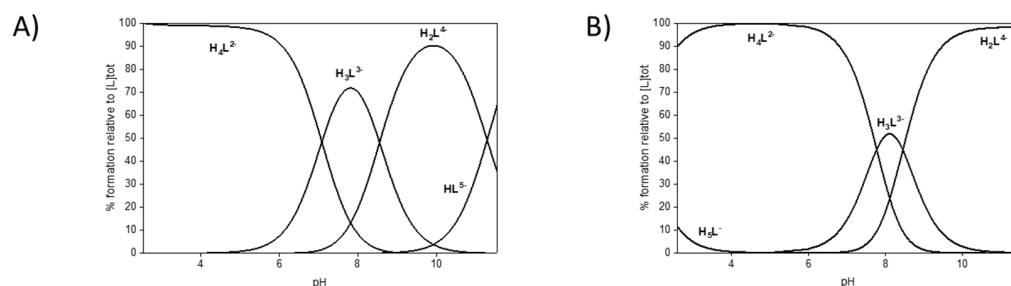 A)
% formation relative to [L]tot
100
90
80
70
60
50
40
30
20
10
0
4
6
8
10
pH
H₄L²⁻
H₃L³⁻
H₂L⁴⁻
HL⁵⁻
B)
% formation relative to [L]tot
100
90
80
70
60
50
40
30
20
10
0
4
6
8
10
pH
H₄L²⁻
H₂L⁴⁻
H₃L³⁻
H₅L⁻